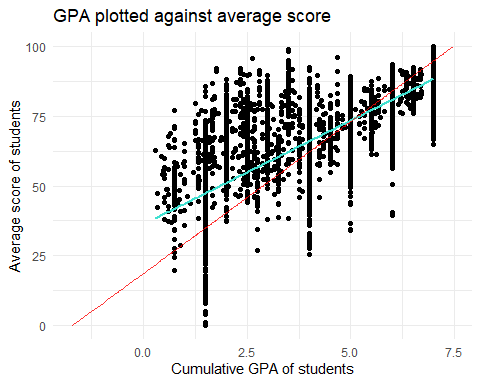 GPA plotted against average score
100
75
50
25
0
Average score of students
0.0 2.5 5.0 7.5
Cumulative GPA of students